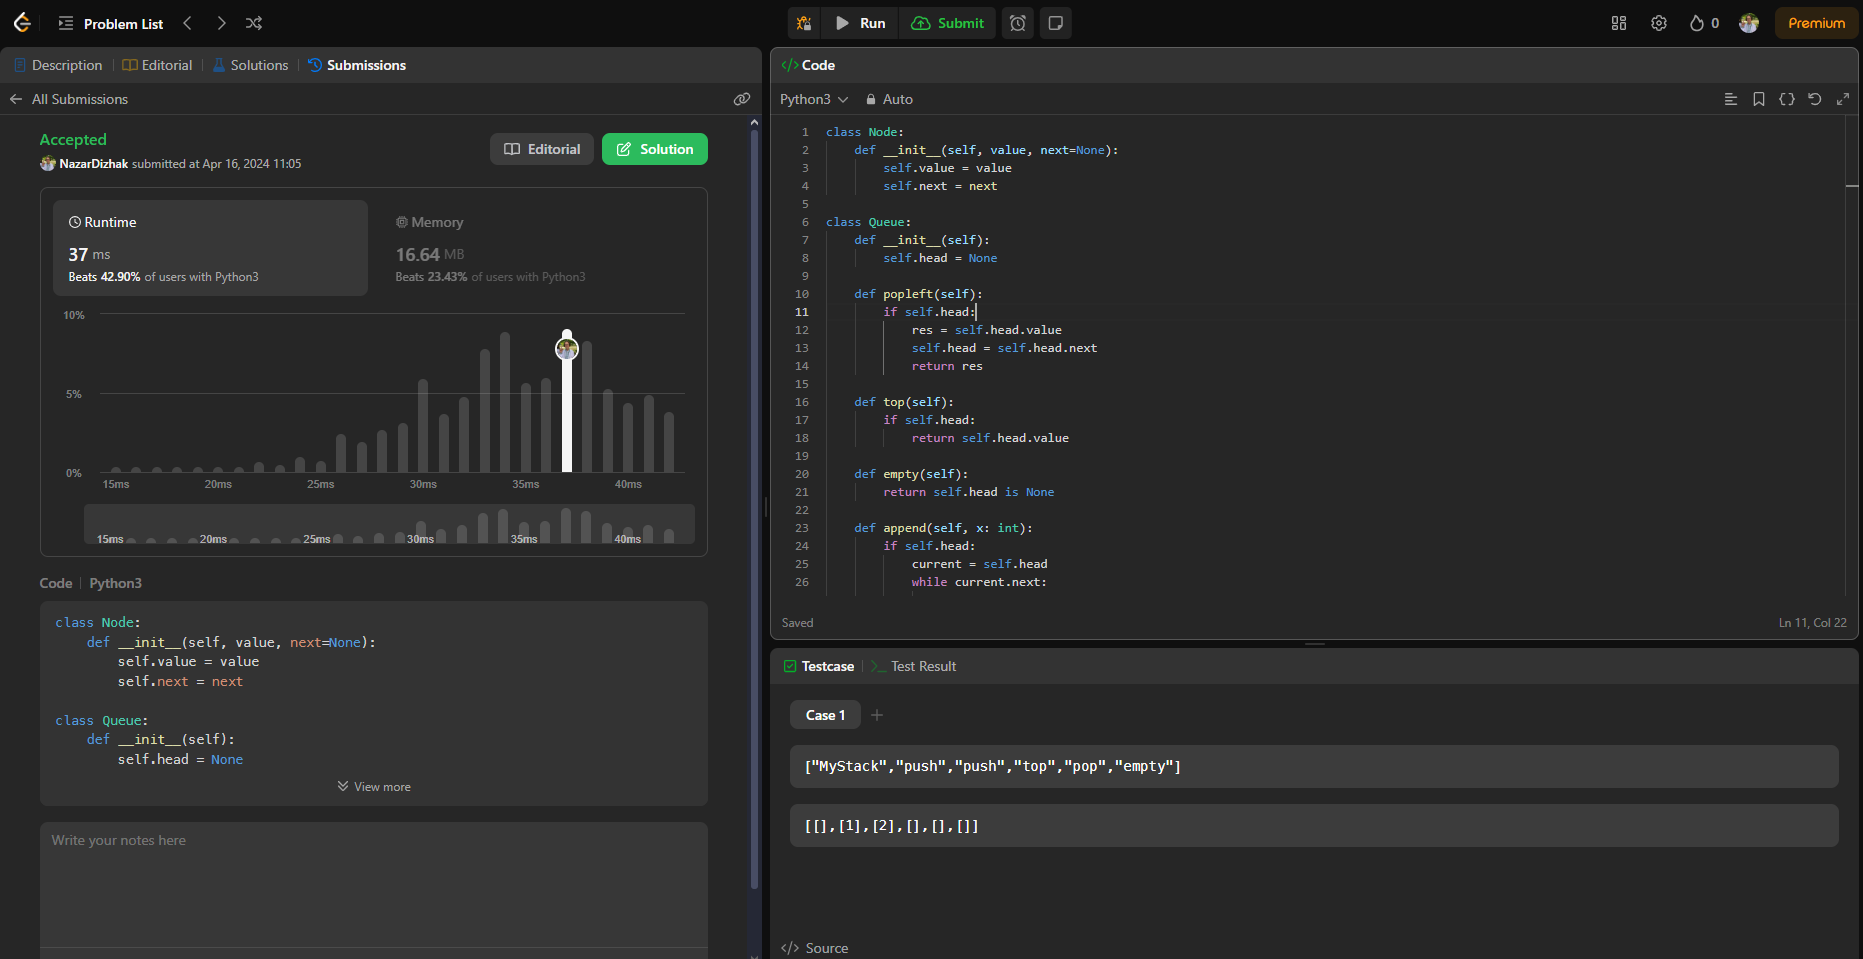 Problem List
Run
Submit
0
Premium
Description
Editorial
Solutions
Submissions
All Submissions
Accepted
NazarDizhak submitted at Apr 16, 2024 11:05
Editorial
Solution
Runtime
37 ms
Beats 42.90% of users with Python3
Memory
16.64 MB
Beats 23.43% of users with Python3
10%
5%
0%
15ms 20ms 25ms 30ms 35ms 40ms
15ms 20ms 25ms 30ms 35ms 40ms
Code | Python3
class Node:
    def __init__(self, value, next=None):
        self.value = value
        self.next = next
class Queue:
    def __init__(self):
        self.head = None
View more
Write your notes here
</> Code
Python3
Auto
1 class Node:
2     def __init__(self, value, next=None):
3         self.value = value
4         self.next = next
5
6 class Queue:
7     def __init__(self):
8         self.head = None
9
10     def popleft(self):
11         if self.head:
12             res = self.head.value
13             self.head = self.head.next
14             return res
15
16     def top(self):
17         if self.head:
18             return self.head.value
19
20     def empty(self):
21         return self.head is None
22
23     def append(self, x: int):
24         if self.head:
25             current = self.head
26             while current.next:
Saved
Ln 11, Col 22
Testcase
Test Result
Case 1
["MyStack","push","push","top","pop","empty"]
[[],[1],[2],[],[],[]]
</> Source